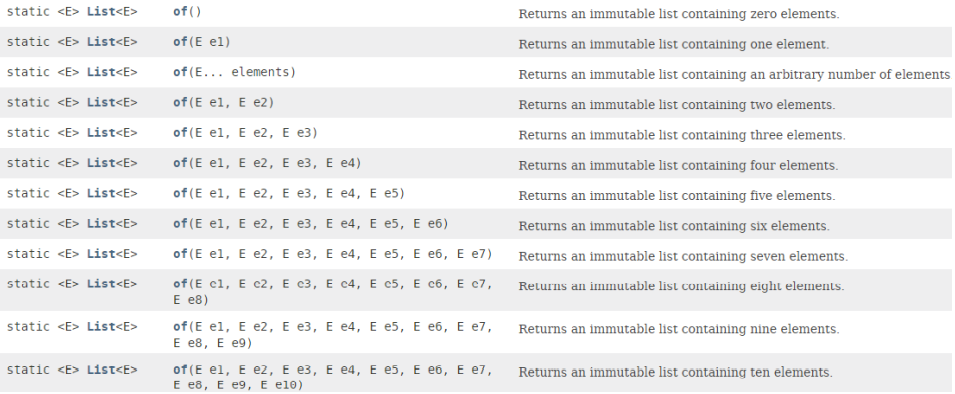 static <E> List<E> of() Returns an immutable list containing zero elements.
static <E> List<E> of(E e1) Returns an immutable list containing one element.
static <E> List<E> of(E... elements) Returns an immutable list containing an arbitrary number of elements
static <E> List<E> of(E e1, E e2) Returns an immutable list containing two elements.
static <E> List<E> of(E e1, E e2, E e3) Returns an immutable list containing three elements.
static <E> List<E> of(E e1, E e2, E e3, E e4) Returns an immutable list containing four elements.
static <E> List<E> of(E e1, E e2, E e3, E e4, E e5) Returns an immutable list containing five elements.
static <E> List<E> of(E e1, E e2, E e3, E e4, E e5, E e6) Returns an immutable list containing six elements.
static <E> List<E> of(E e1, E e2, E e3, E e4, E e5, E e6, E e7) Returns an immutable list containing seven elements.
static <E> List<E> of(E e1, E e2, E e3, E e4, E e5, E e6, E e7, Returns an immutable list containing eight elements.
E e8)
static <E> List<E> of(E e1, E e2, E e3, E e4, E e5, E e6, E e7, Returns an immutable list containing nine elements.
E e8, E e9)
static <E> List<E> of(E e1, E e2, E e3, E e4, E e5, E e6, E e7, Returns an immutable list containing ten elements.
E e8, E e9, E e10)